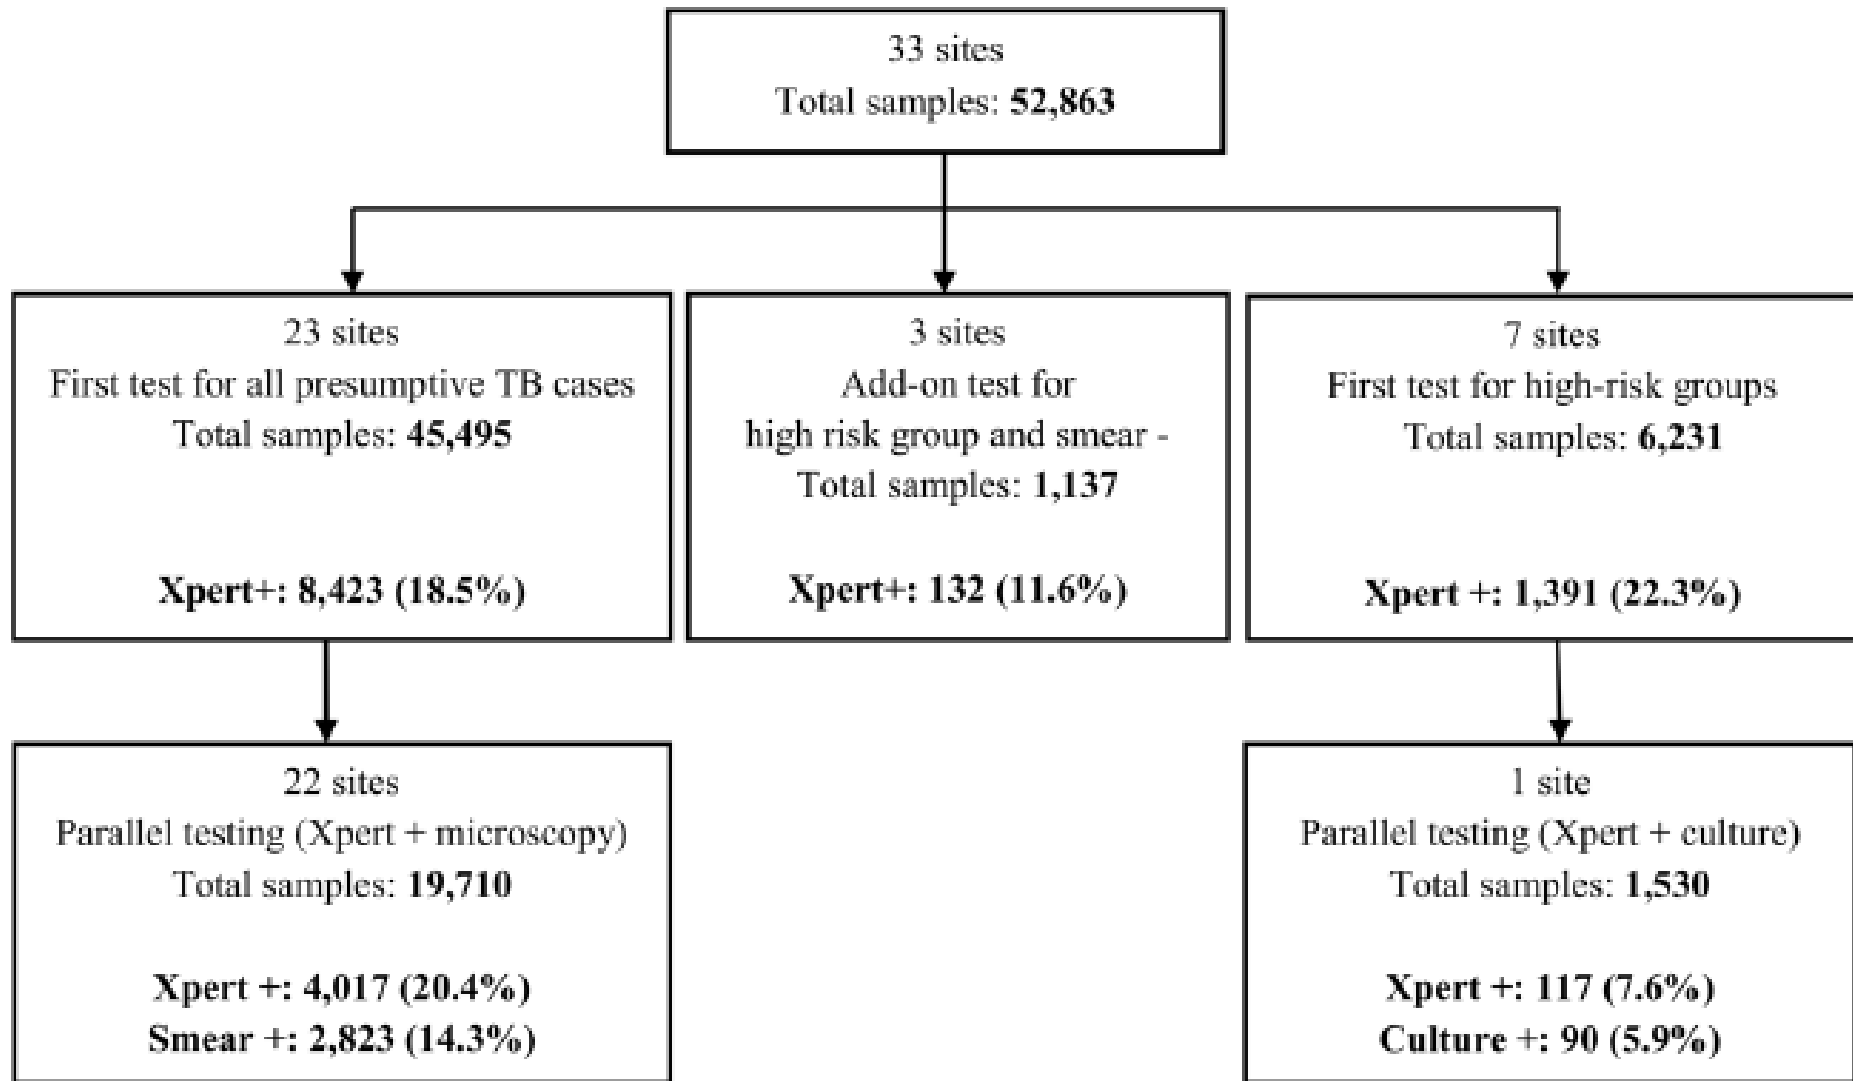 33 sites
Total samples: 52,863
23 sites
First test for all presumptive TB cases
Total samples: 45,495
Xpert+: 8,423 (18.5%)
3 sites
Add-on test for
high risk group and smear -
Total samples: 1,137
Xpert+: 132 (11.6%)
7 sites
First test for high-risk groups
Total samples: 6,231
Xpert +: 1,391 (22.3%)
22 sites
Parallel testing (Xpert + microscopy)
Total samples: 19,710
Xpert +: 4,017 (20.4%)
Smear +: 2,823 (14.3%)
1 site
Parallel testing (Xpert + culture)
Total samples: 1,530
Xpert +: 117 (7.6%)
Culture +: 90 (5.9%)